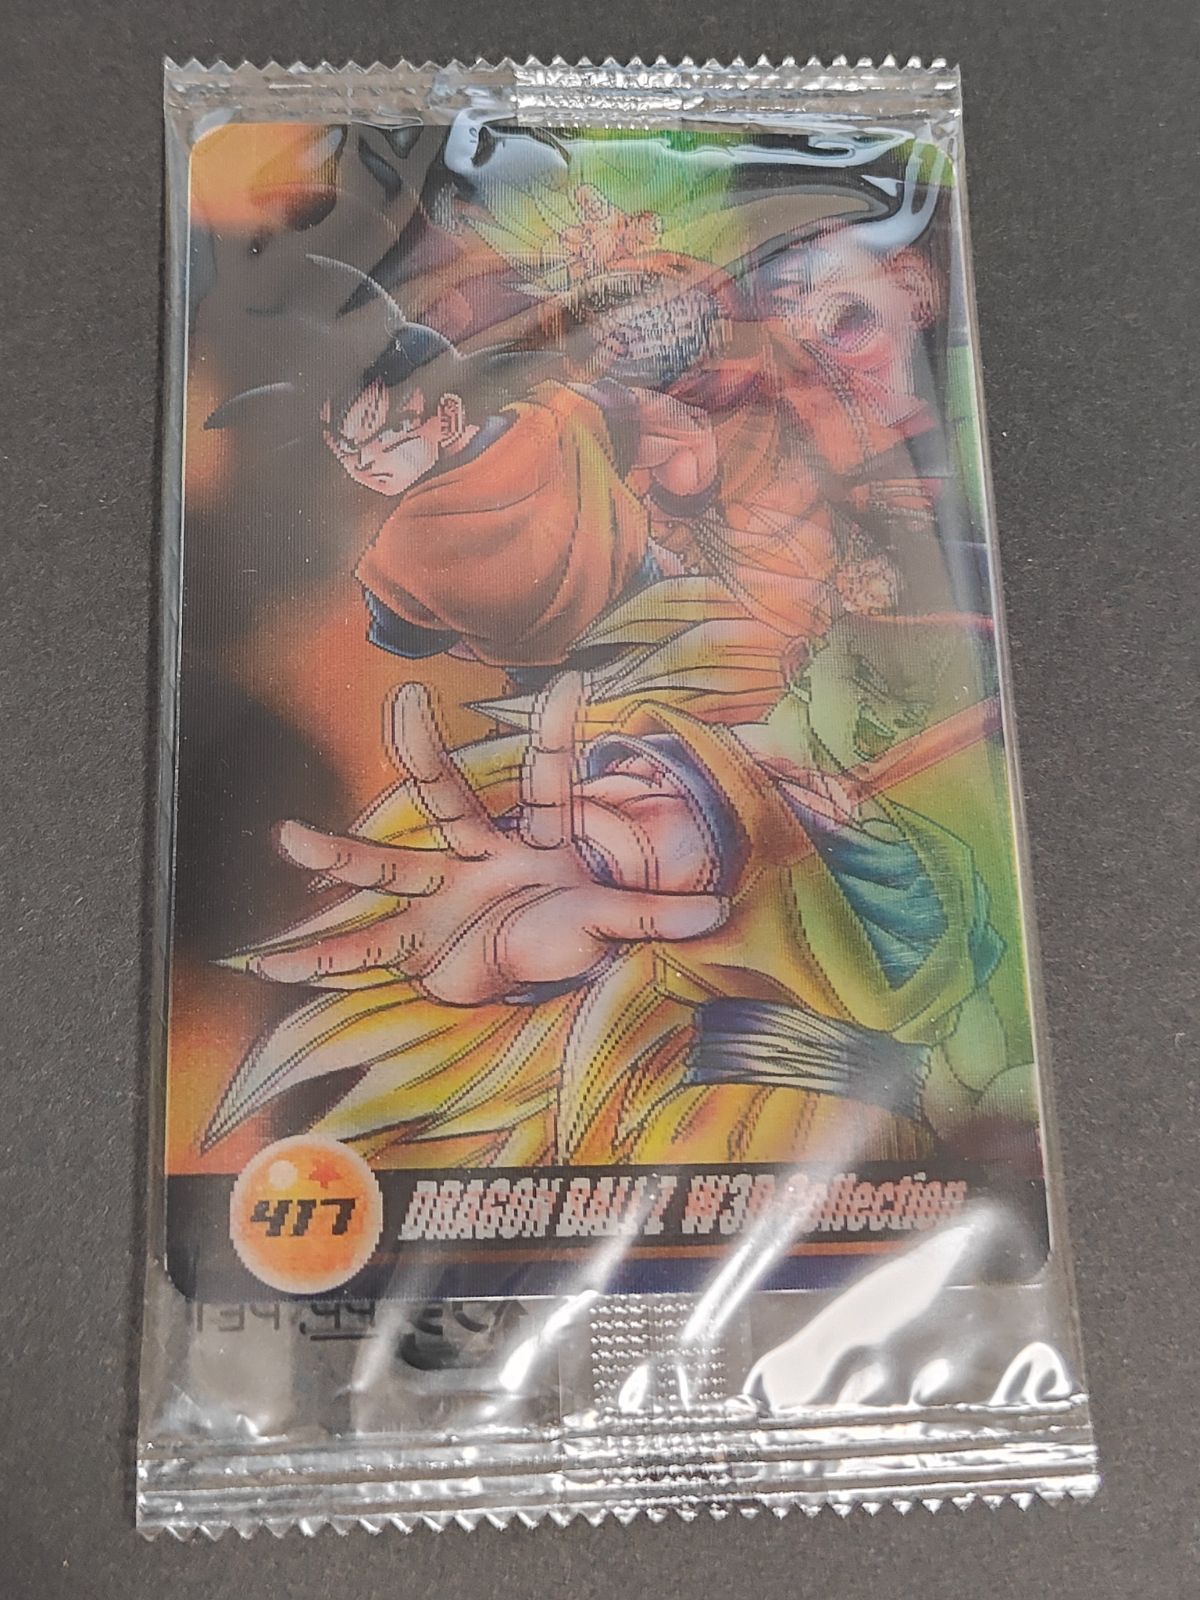 417
DRAGON BALL Z W3D Collection